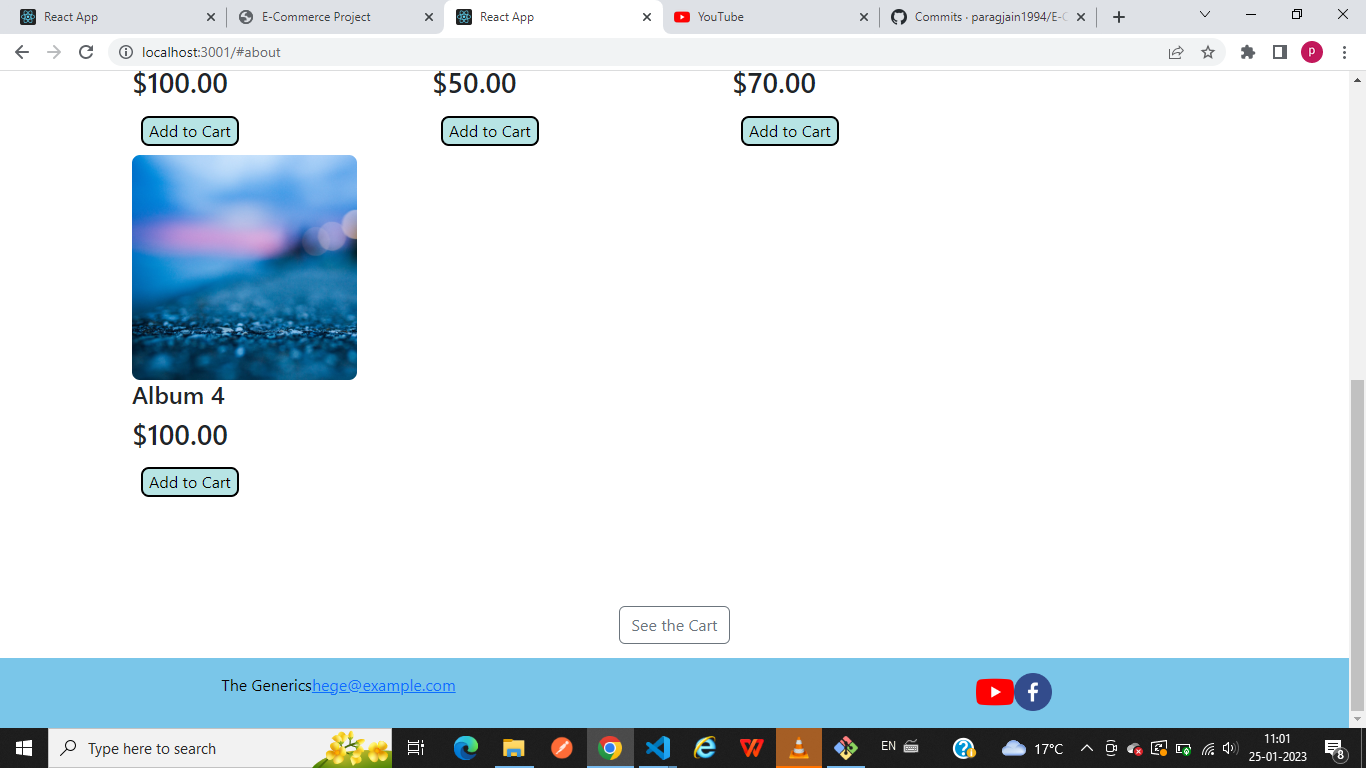 React App
E-Commerce Project
React App
YouTube
Commits · paragjain1994/E-C
localhost:3001/#about
P
$100.00 $50.00 $70.00
Add to Cart Add to Cart Add to Cart
Album 4
$100.00
Add to Cart
See the Cart
The Genericshege@example.com
Type here to search
EN
17°C
11:01
25-01-2023
8